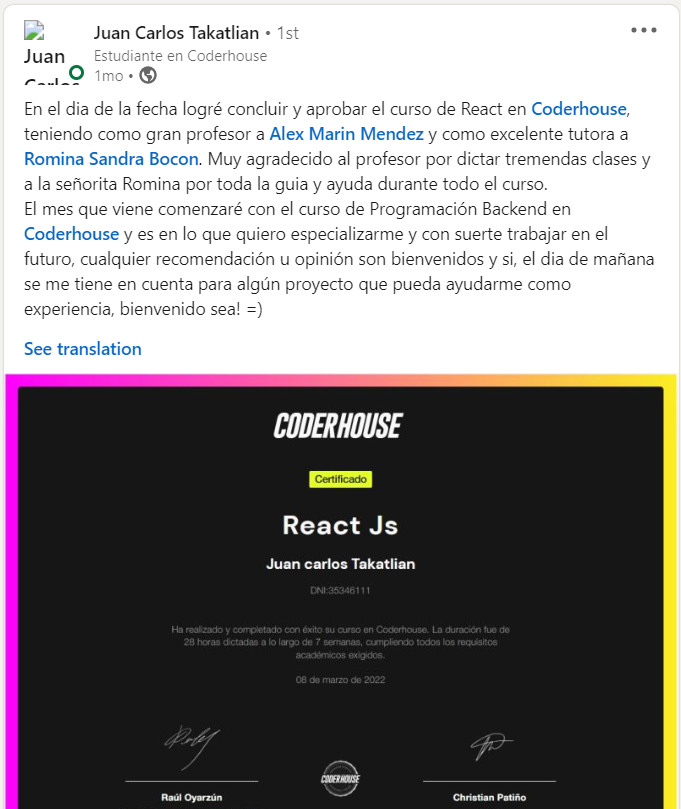 Juan Carlos Takatlian • 1st
Juan
Carlos
Estudiante en Coderhouse
1mo •
En el dia de la fecha logré concluir y aprobar el curso de React en Coderhouse,
teniendo como gran profesor a Alex Marin Mendez y como excelente tutora a
Romina Sandra Bocon. Muy agradecido al profesor por dictar tremendas clases y
a la señorita Romina por toda la guia y ayuda durante todo el curso.
El mes que viene comenzaré con el curso de Programación Backend en
Coderhouse y es en lo que quiero especializarme y con suerte trabajar en el
futuro, cualquier recomendación u opinión son bienvenidos y si, el dia de mañana
se me tiene en cuenta para algún proyecto que pueda ayudarme como
experiencia, bienvenido sea! =)
See translation
CODERHOUSE
Certificado
React Js
Juan carlos Takatlian
DNI:35346111
Ha realizado y completado con éxito su curso en Coderhouse. La duración fue de
28 horas dictadas a lo largo de 7 semanas, cumpliendo todos los requisitos
académicos exigidos.
08 de marzo de 2022
CODERHOUSE
Raúl Oyarzún
Christian Patiño